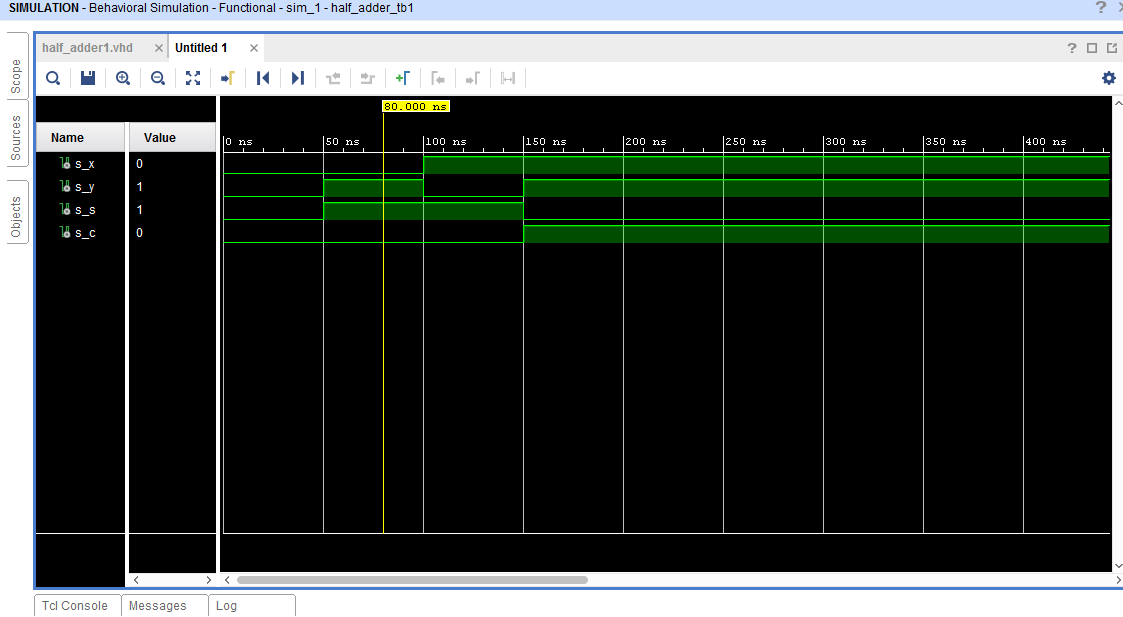 SIMULATION - Behavioral Simulation - Functional - sim_1 - half_adder_tb1 ?
Scope
Sources
Objects
half_adder1.vhd Untitled 1 ?
80.000 ns
Name Value
0 ns 50 ns 100 ns 150 ns 200 ns 250 ns 300 ns 350 ns 400 ns
s_x 0
s_y 1
s_s 1
s_c 0
Tcl Console Messages Log